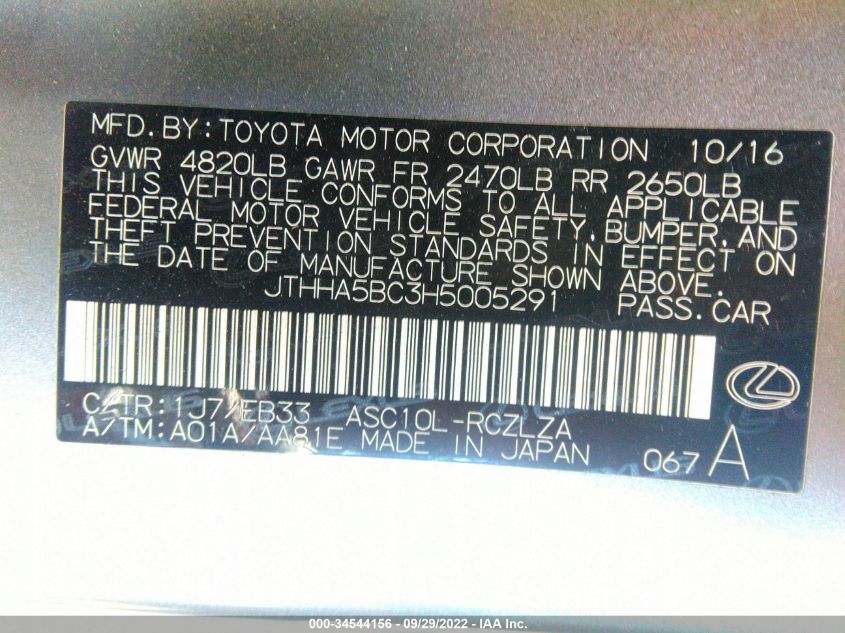 MFD.BY:TOYOTA MOTOR CORPORATION 10/16
GVWR 4820LB GAWR FR 2470LB RR 2650LB
THIS VEHICLE CONFORMS TO ALL APPLICABLE
FEDERAL MOTOR VEHICLE SAFETY,BUMPER,AND
THEFT PREVENTION STANDARDS IN EFFECT ON
THE DATE OF MANUFACTURE SHOWN ABOVE.
JTHHA5BC3H5005291 PASS.CAR
C/TR:1J7/EB33 ASC10L-RCZLZA
A/TM:A01A/AA81E MADE IN JAPAN 067 A
000-34544156 - 09/29/2022 - IAA Inc.